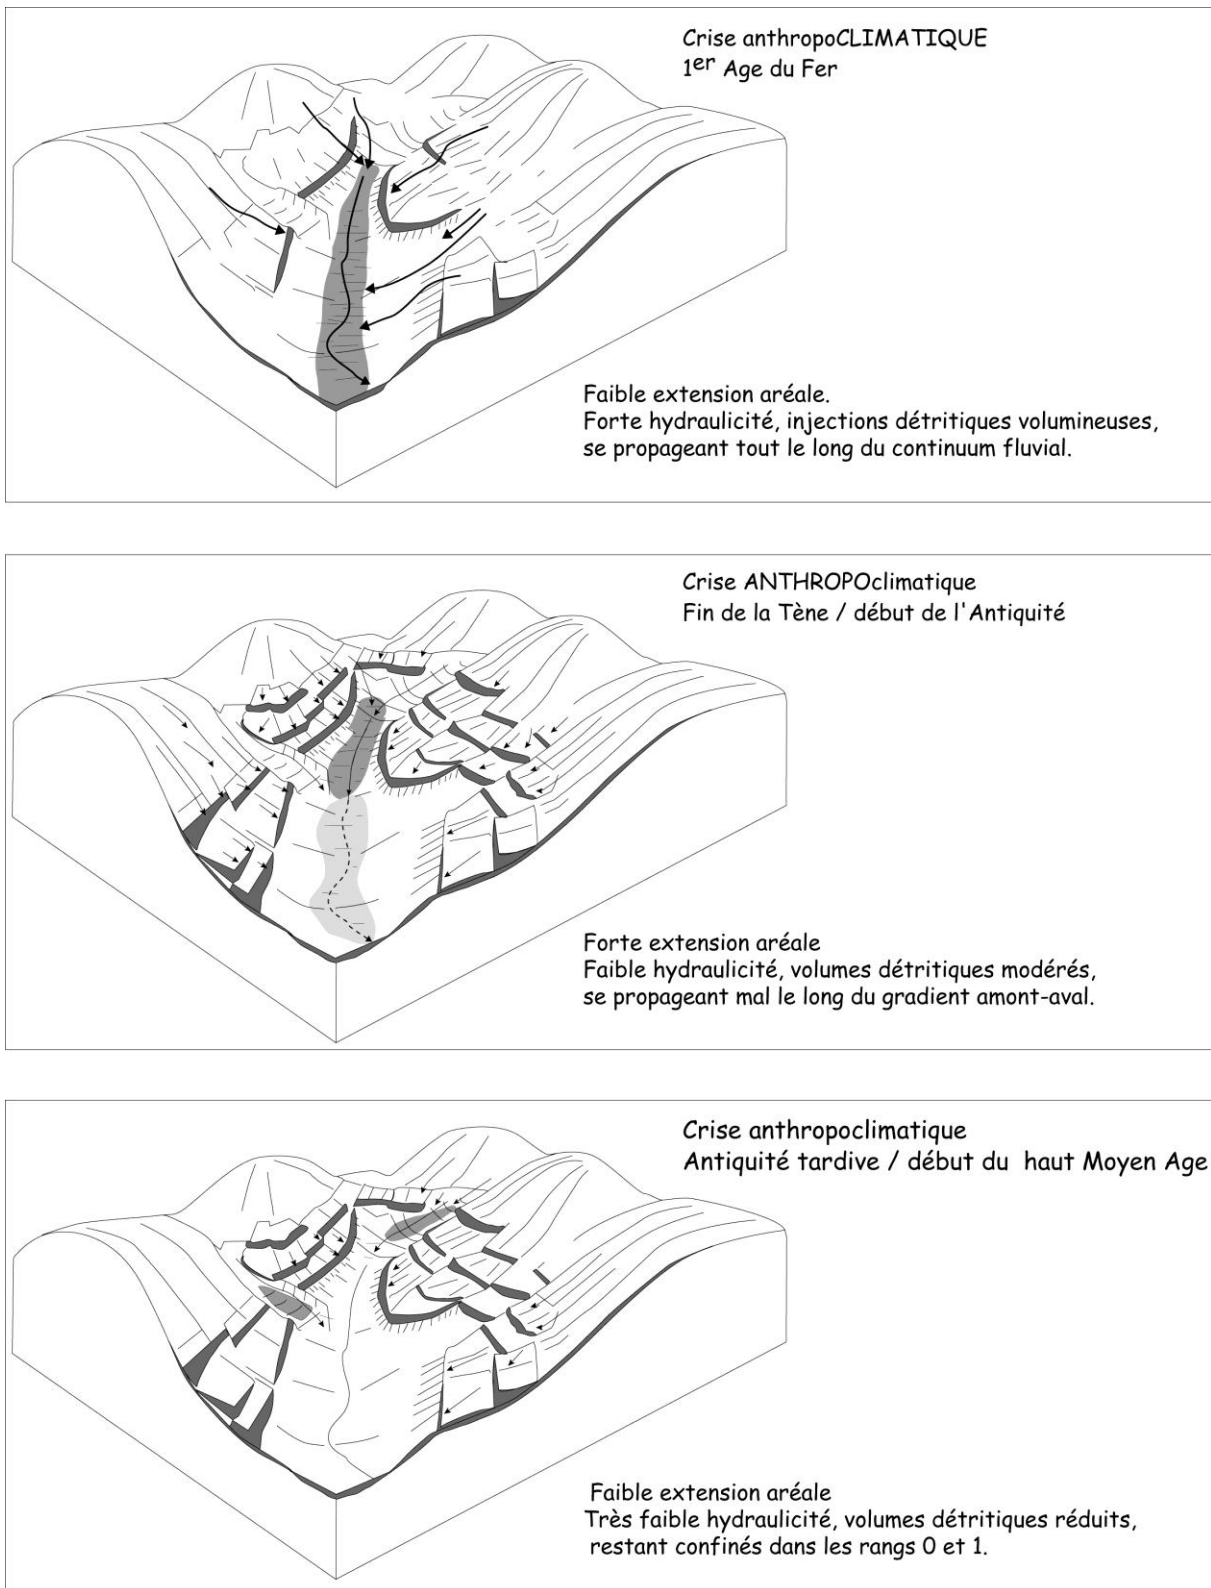 Crise anthropoCLIMATIQUE
1er Age du Fer
Faible extension aréale.
Forte hydraulicité, injections détritiques volumineuses,
se propageant tout le long du continuum fluvial.
Crise ANTHROPOclimatique
Fin de la Tène / début de l'Antiquité
Forte extension aréale
Faible hydraulicité, volumes détritiques modérés,
se propageant mal le long du gradient amont-aval.
Crise anthropoclimatique
Antiquité tardive / début du haut Moyen Age
Faible extension aréale
Très faible hydraulicité, volumes détritiques réduits,
restant confinés dans les rangs 0 et 1.